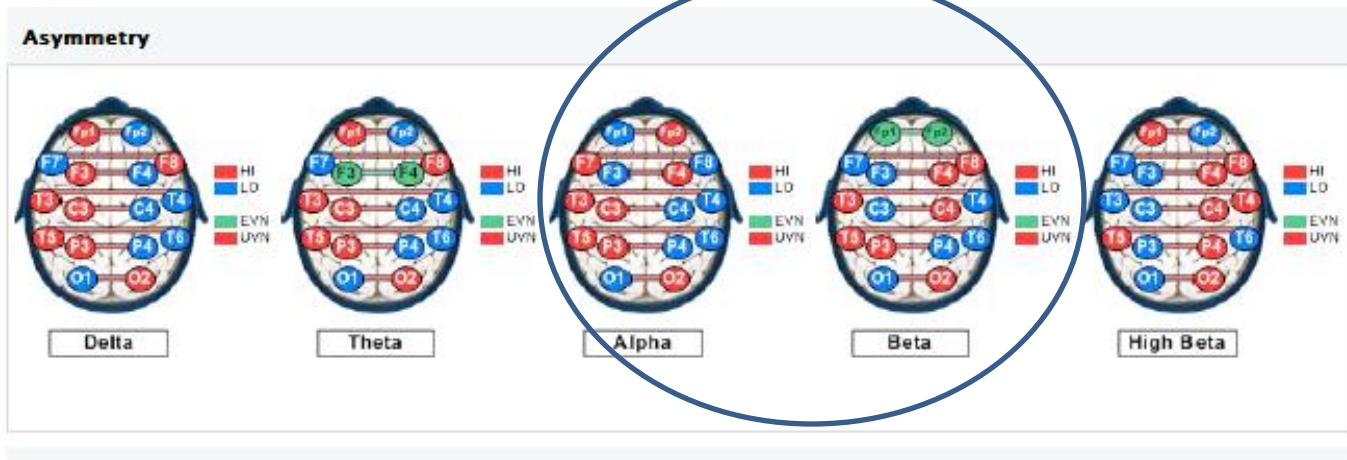 Asymmetry
Fp1 Fp2
F7 F3 F4 F8
T3 C3 C4 T4
T5 P3 P4 T6
O1 O2
HI
LO
EVN
UVN
Delta
Fp1 Fp2
F7 F3 F4 F8
T3 C3 C4 T4
T5 P3 P4 T6
O1 O2
HI
LO
EVN
UVN
Theta
Fp1 Fp2
F7 F3 F4 F8
T3 C3 C4 T4
T5 P3 P4 T6
O1 O2
HI
LO
EVN
UVN
Alpha
Fp1 Fp2
F7 F3 F4 F8
T3 C3 C4 T4
T5 P3 P4 T6
O1 O2
HI
LO
EVN
UVN
Beta
Fp1 Fp2
F7 F3 F4 F8
T3 C3 C4 T4
T5 P3 P4 T6
O1 O2
HI
LO
EVN
UVN
High Beta